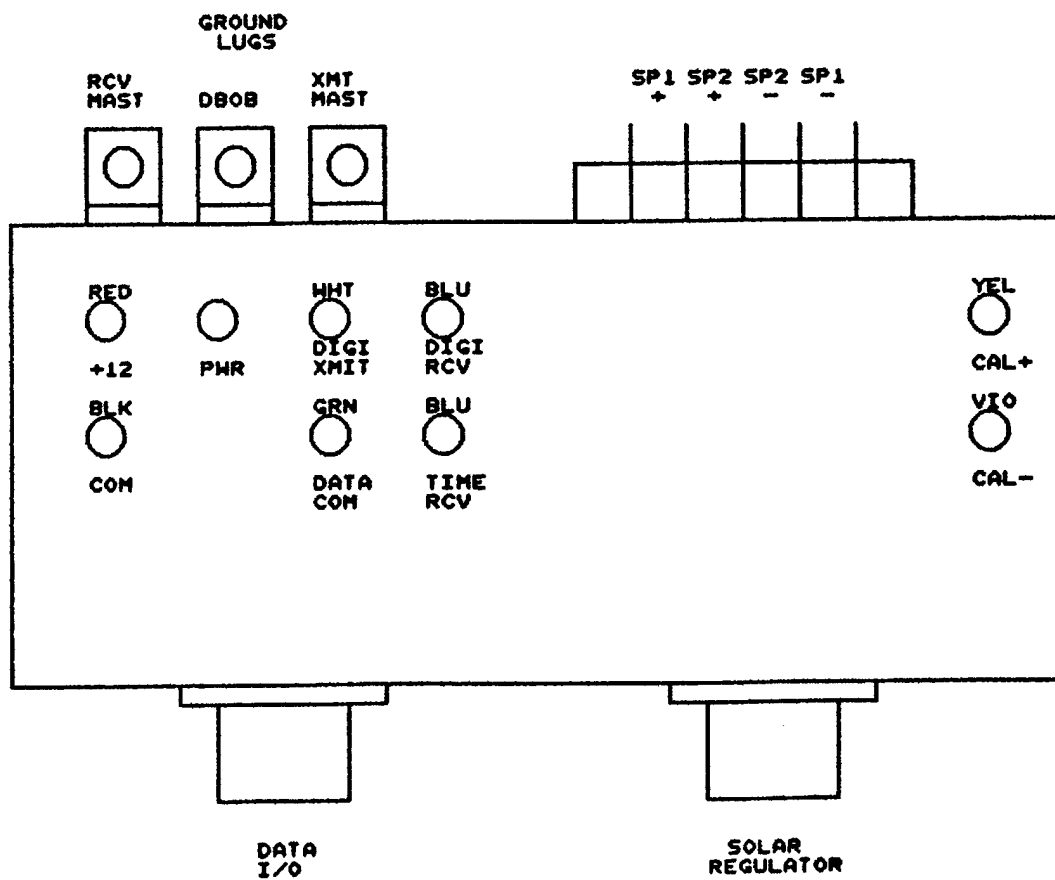 GROUND
LUGS
RCV
MAST
DBOB
XMT
MAST
SP1 SP2 SP2 SP1
+ + - -
RED
WHT
BLU
YEL
+12
PWR
DIGI
XMIT
DIGI
RCV
CAL+
BLK
GRN
BLU
VIO
COM
DATA
COM
TIME
RCV
CAL-
DATA
I/O
SOLAR
REGULATOR